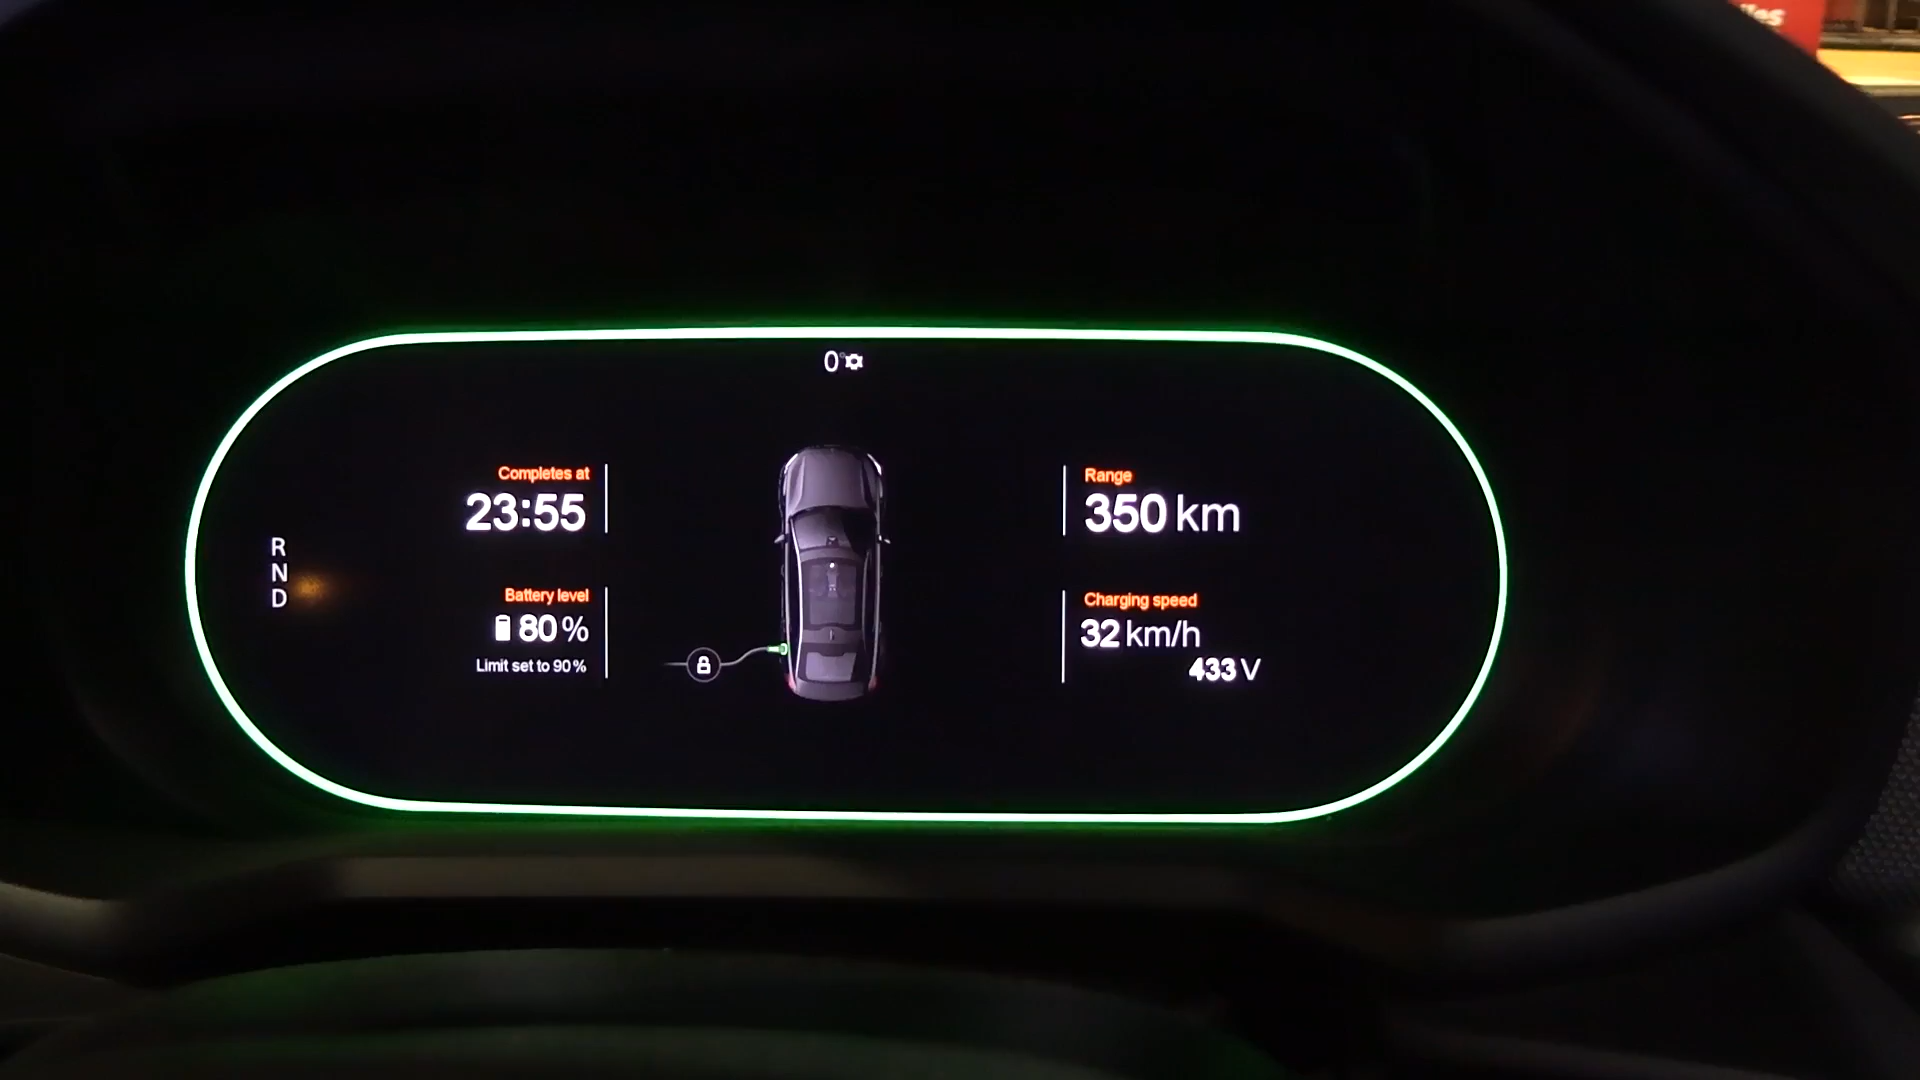 0°
Completes at
23:55
Range
350 km
R
N
D
Battery level
80 %
Limit set to 90 %
Charging speed
32 km/h
433 V